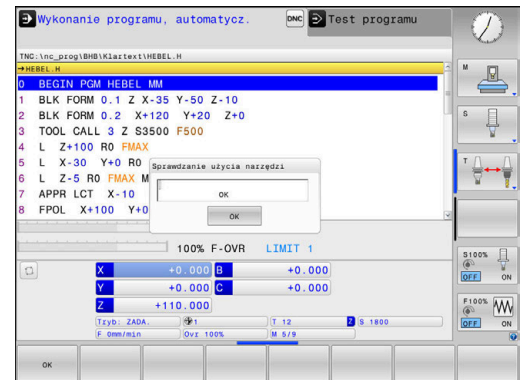 Wykonanie programu, automatycz.
DNC
Test programu
TNC:\nc_prog\BHB\Klartext\HEBEL.H
→HEBEL.H
0 BEGIN PGM HEBEL MM
1 BLK FORM 0.1 Z X-35 Y-50 Z-10
2 BLK FORM 0.2 X+120 Y+20 Z+0
3 TOOL CALL 3 Z S3500 F500
4 L Z+100 R0 FMAX
5 L X-30 Y+0 R0
6 L Z-5 R0 FMAX M
7 APPR LCT X-10
8 FPOL X+100 Y+0
Sprawdzanie użycia narzędzi
OK
OK
100% F-OVR LIMIT 1
X +0.000 B +0.000
Y +0.000 C +0.000
Z +110.000
Tryb: ZADA. 1 T 12 Z S 1800
F 0mm/min Ovr 100% M 5/9
M
S
T
S100%
OFF ON
F100%
OFF ON
OK